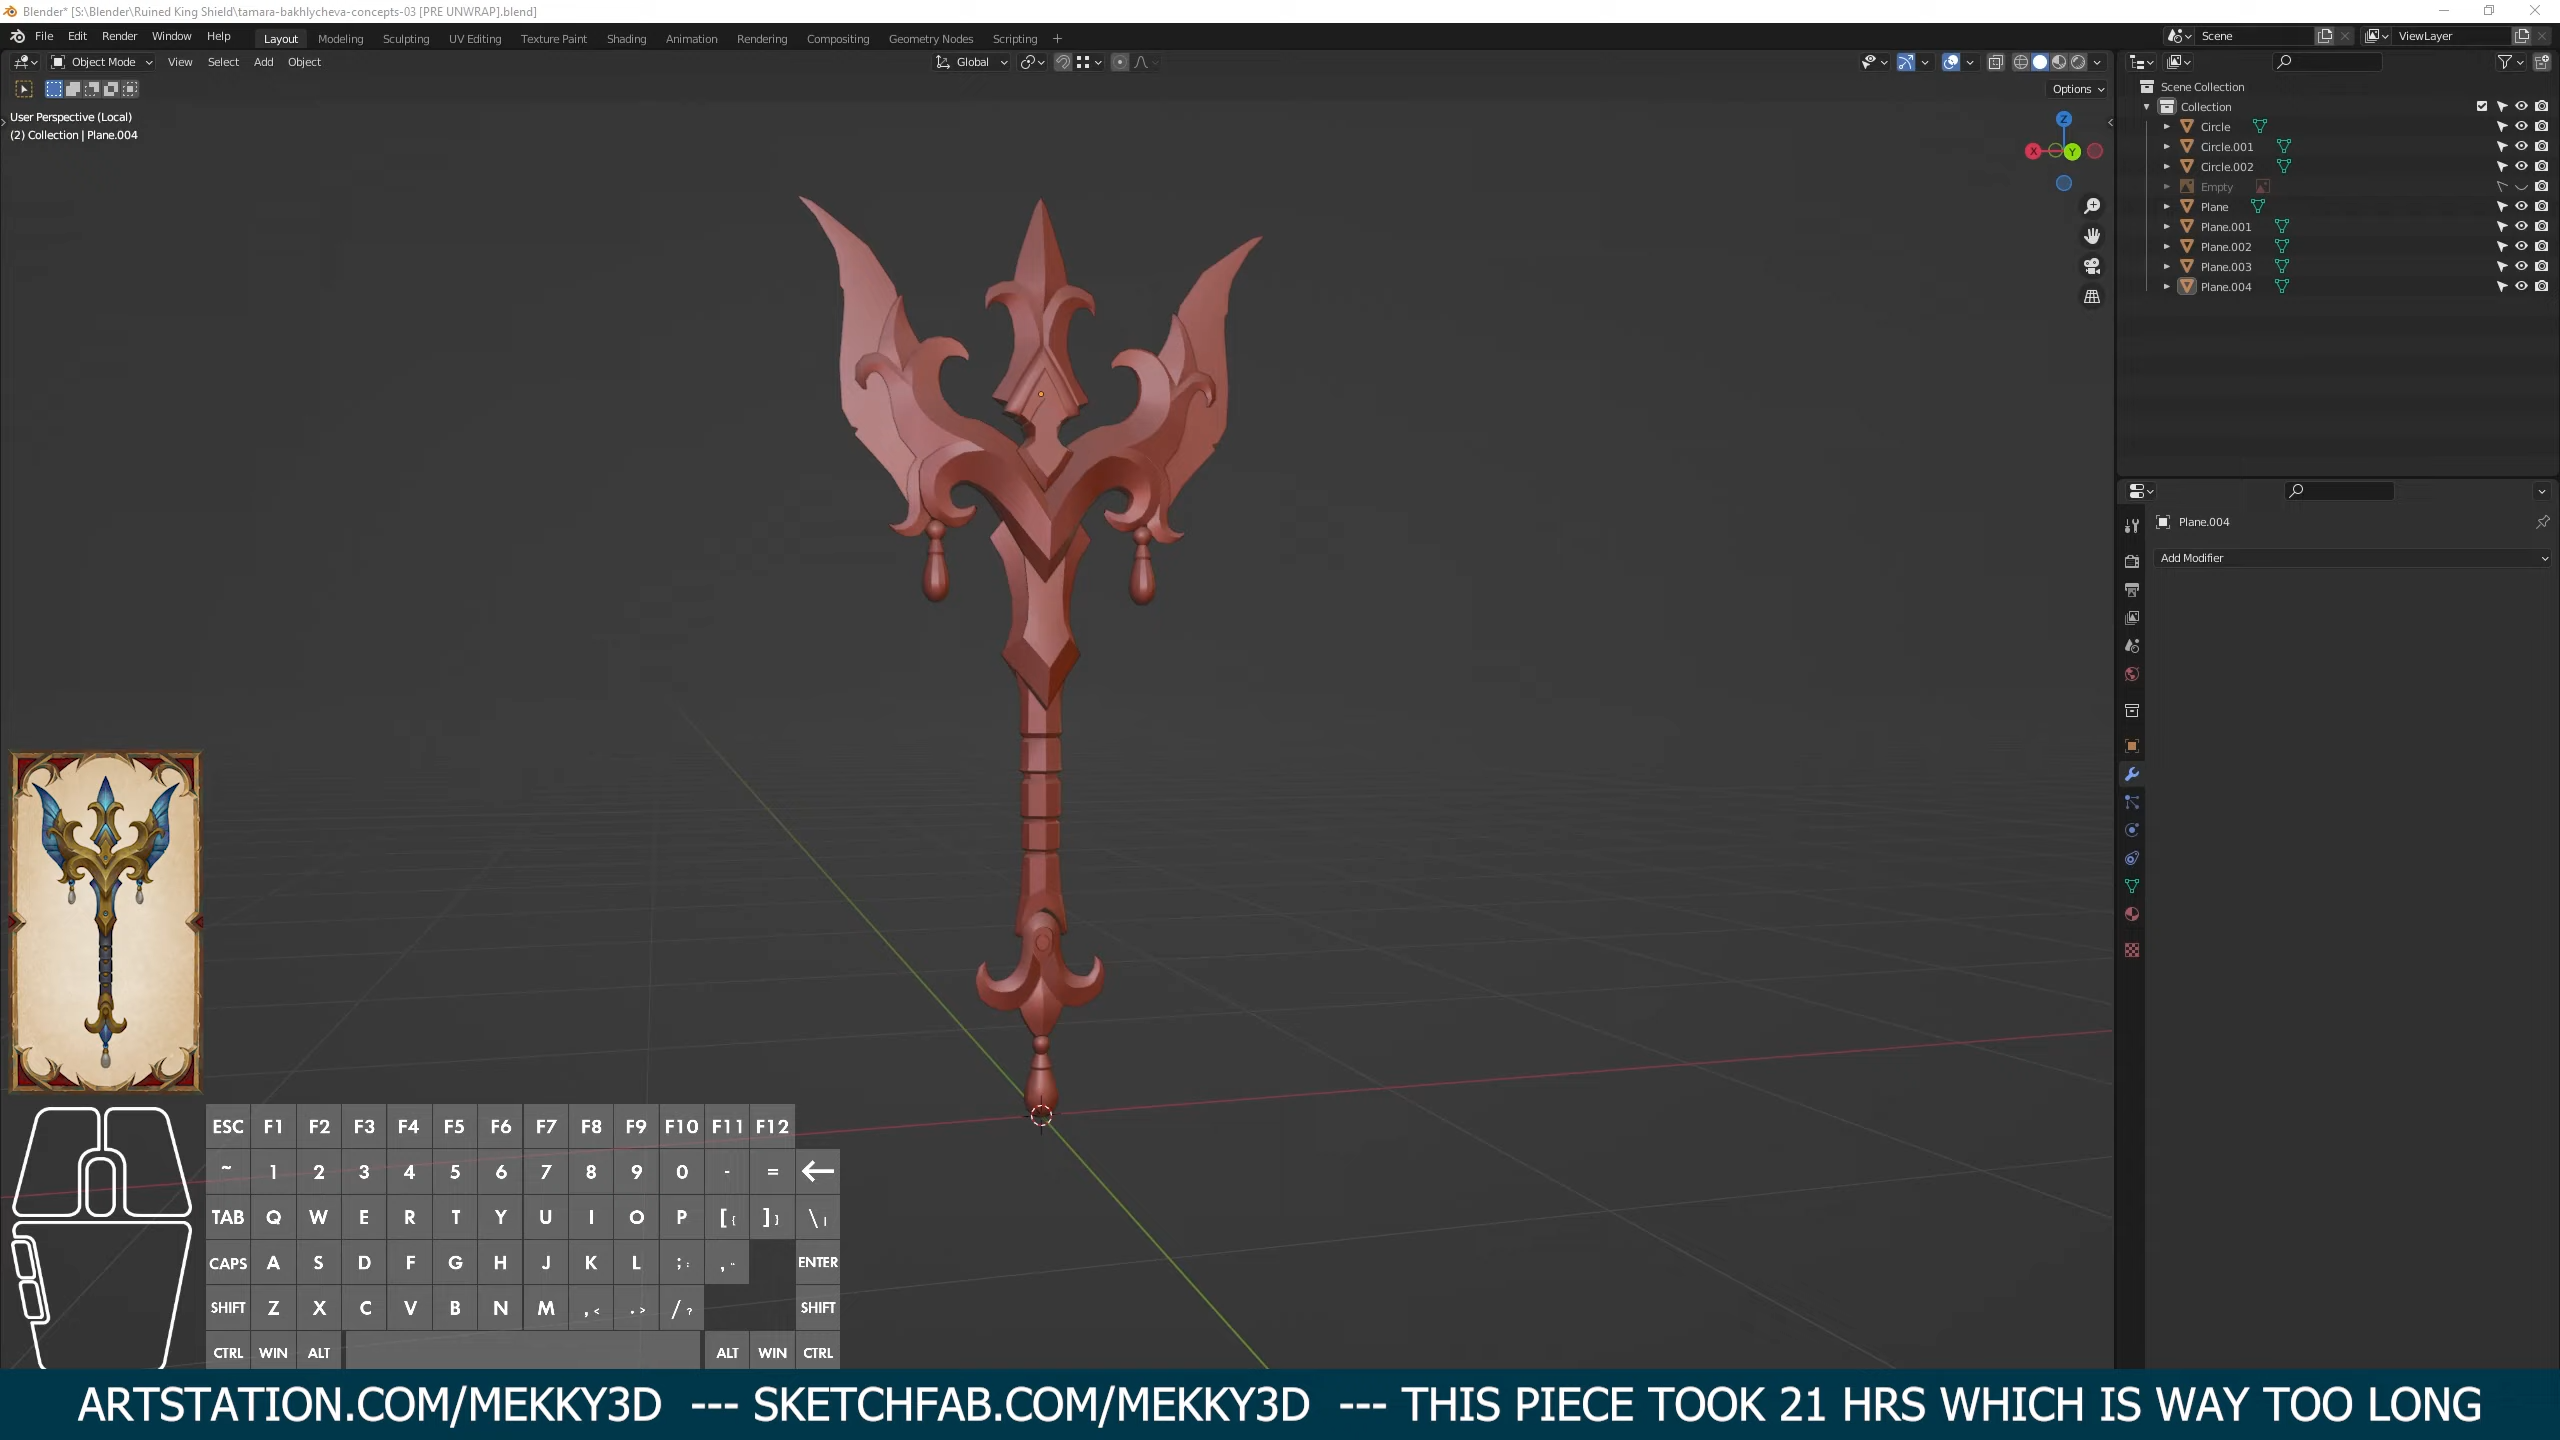 Blender* [S:\Blender\Ruined King Shield\tamara-bakhlycheva-concepts-03 [PRE UNWRAP].blend]
File Edit Render Window Help Layout Modeling Sculpting UV Editing Texture Paint Shading Animation Rendering Compositing Geometry Nodes Scripting + Scene ViewLayer
Object Mode View Select Add Object Global
Options
User Perspective (Local)
(2) Collection | Plane.004
Z
X Y
Scene Collection
Collection
Circle
Circle.001
Circle.002
Empty
Plane
Plane.001
Plane.002
Plane.003
Plane.004
Plane.004
Add Modifier
ESC F1 F2 F3 F4 F5 F6 F7 F8 F9 F10 F11 F12
~ 1 2 3 4 5 6 7 8 9 0 - =
TAB Q W E R T Y U I O P [ { ] } \ |
CAPS A S D F G H J K L ; : , " ENTER
SHIFT Z X C V B N M , < . > / ? SHIFT
CTRL WIN ALT ALT WIN CTRL
ARTSTATION.COM/MEKKY3D --- SKETCHFAB.COM/MEKKY3D --- THIS PIECE TOOK 21 HRS WHICH IS WAY TOO LONG